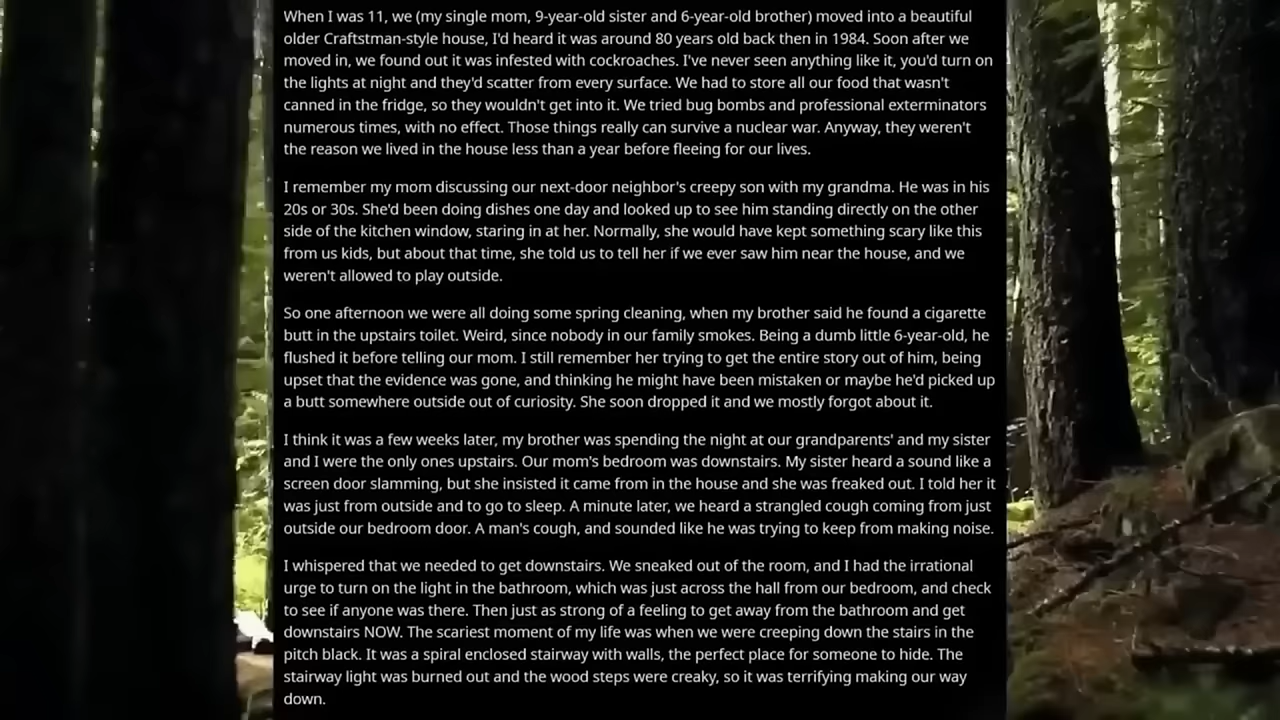 When I was 11, we (my single mom, 9-year-old sister and 6-year-old brother) moved into a beautiful
older Craftstman-style house, I'd heard it was around 80 years old back then in 1984. Soon after we
moved in, we found out it was infested with cockroaches. I've never seen anything like it, you'd turn on
the lights at night and they'd scatter from every surface. We had to store all our food that wasn't
canned in the fridge, so they wouldn't get into it. We tried bug bombs and professional exterminators
numerous times, with no effect. Those things really can survive a nuclear war. Anyway, they weren't
the reason we lived in the house less than a year before fleeing for our lives.
I remember my mom discussing our next-door neighbor's creepy son with my grandma. He was in his
20s or 30s. She'd been doing dishes one day and looked up to see him standing directly on the other
side of the kitchen window, staring in at her. Normally, she would have kept something scary like this
from us kids, but about that time, she told us to tell her if we ever saw him near the house, and we
weren't allowed to play outside.
So one afternoon we were all doing some spring cleaning, when my brother said he found a cigarette
butt in the upstairs toilet. Weird, since nobody in our family smokes. Being a dumb little 6-year-old, he
flushed it before telling our mom. I still remember her trying to get the entire story out of him, being
upset that the evidence was gone, and thinking he might have been mistaken or maybe he'd picked up
a butt somewhere outside out of curiosity. She soon dropped it and we mostly forgot about it.
I think it was a few weeks later, my brother was spending the night at our grandparents' and my sister
and I were the only ones upstairs. Our mom's bedroom was downstairs. My sister heard a sound like a
screen door slamming, but she insisted it came from in the house and she was freaked out. I told her it
was just from outside and to go to sleep. A minute later, we heard a strangled cough coming from just
outside our bedroom door. A man's cough, and sounded like he was trying to keep from making noise.
I whispered that we needed to get downstairs. We sneaked out of the room, and I had the irrational
urge to turn on the light in the bathroom, which was just across the hall from our bedroom, and check
to see if anyone was there. Then just as strong of a feeling to get away from the bathroom and get
downstairs NOW. The scariest moment of my life was when we were creeping down the stairs in the
pitch black. It was a spiral enclosed stairway with walls, the perfect place for someone to hide. The
stairway light was burned out and the wood steps were creaky, so it was terrifying making our way
down.